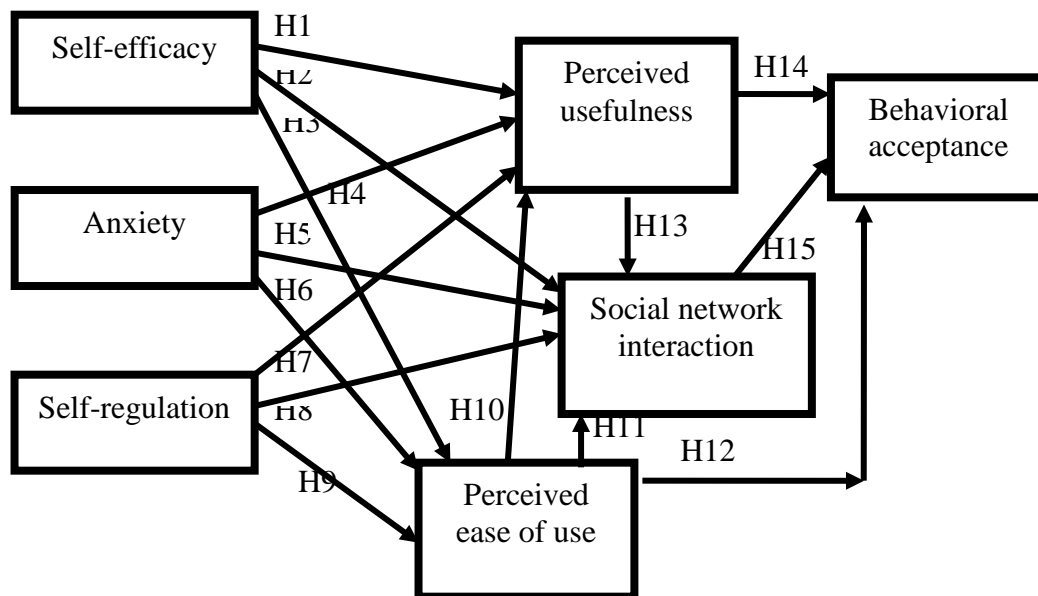 Self-efficacy
Anxiety
Self-regulation
H1
H2
H3
H4
H5
H6
H7
H8
H9
Perceived
usefulness
H14
Behavioral
acceptance
H13
H15
Social network
interaction
H10
H11
H12
Perceived
ease of use